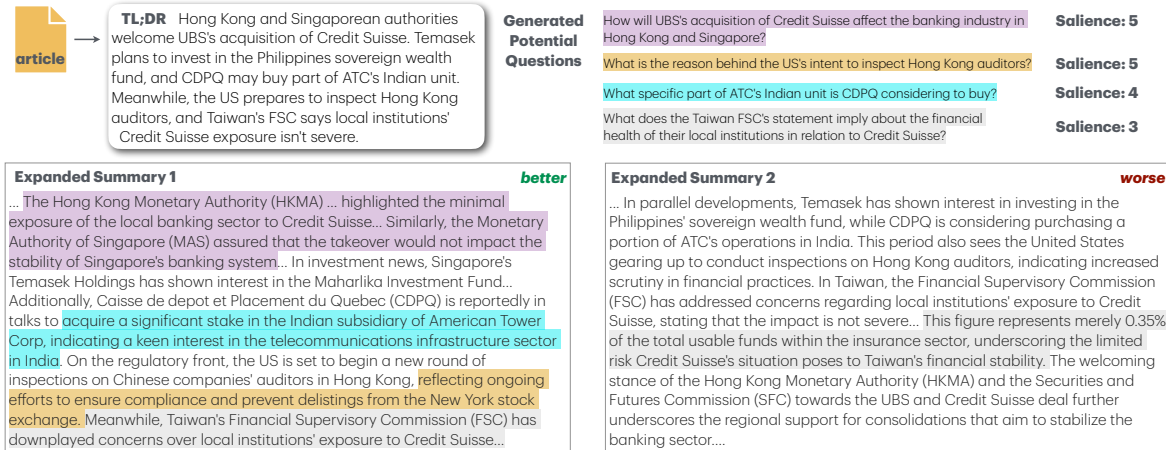 article
TL;DR Hong Kong and Singaporean authorities
welcome UBS's acquisition of Credit Suisse. Temasek
plans to invest in the Philippines sovereign wealth
fund, and CDPQ may buy part of ATC's Indian unit.
Meanwhile, the US prepares to inspect Hong Kong
auditors, and Taiwan's FSC says local institutions'
Credit Suisse exposure isn't severe.
Generated
Potential
Questions
How will UBS's acquisition of Credit Suisse affect the banking industry in
Hong Kong and Singapore?
Salience: 5
What is the reason behind the US's intent to inspect Hong Kong auditors?
Salience: 5
What specific part of ATC's Indian unit is CDPQ considering to buy?
Salience: 4
What does the Taiwan FSC's statement imply about the financial
health of their local institutions in relation to Credit Suisse?
Salience: 3
Expanded Summary 1
better
... The Hong Kong Monetary Authority (HKMA) ... highlighted the minimal
exposure of the local banking sector to Credit Suisse... Similarly, the Monetary
Authority of Singapore (MAS) assured that the takeover would not impact the
stability of Singapore's banking system... In investment news, Singapore's
Temasek Holdings has shown interest in the Maharlika Investment Fund...
Additionally, Caisse de depot et Placement du Quebec (CDPQ) is reportedly in
talks to acquire a significant stake in the Indian subsidiary of American Tower
Corp, indicating a keen interest in the telecommunications infrastructure sector
in India. On the regulatory front, the US is set to begin a new round of
inspections on Chinese companies' auditors in Hong Kong, reflecting ongoing
efforts to ensure compliance and prevent delistings from the New York stock
exchange. Meanwhile, Taiwan's Financial Supervisory Commission (FSC) has
downplayed concerns over local institutions' exposure to Credit Suisse...
Expanded Summary 2
worse
... In parallel developments, Temasek has shown interest in investing in the
Philippines' sovereign wealth fund, while CDPQ is considering purchasing a
portion of ATC's operations in India. This period also sees the United States
gearing up to conduct inspections on Hong Kong auditors, indicating increased
scrutiny in financial practices. In Taiwan, the Financial Supervisory Commission
(FSC) has addressed concerns regarding local institutions' exposure to Credit
Suisse, stating that the impact is not severe... This figure represents merely 0.35%
of the total usable funds within the insurance sector, underscoring the limited
risk Credit Suisse's situation poses to Taiwan's financial stability. The welcoming
stance of the Hong Kong Monetary Authority (HKMA) and the Securities and
Futures Commission (SFC) towards the UBS and Credit Suisse deal further
underscores the regional support for consolidations that aim to stabilize the
banking sector....